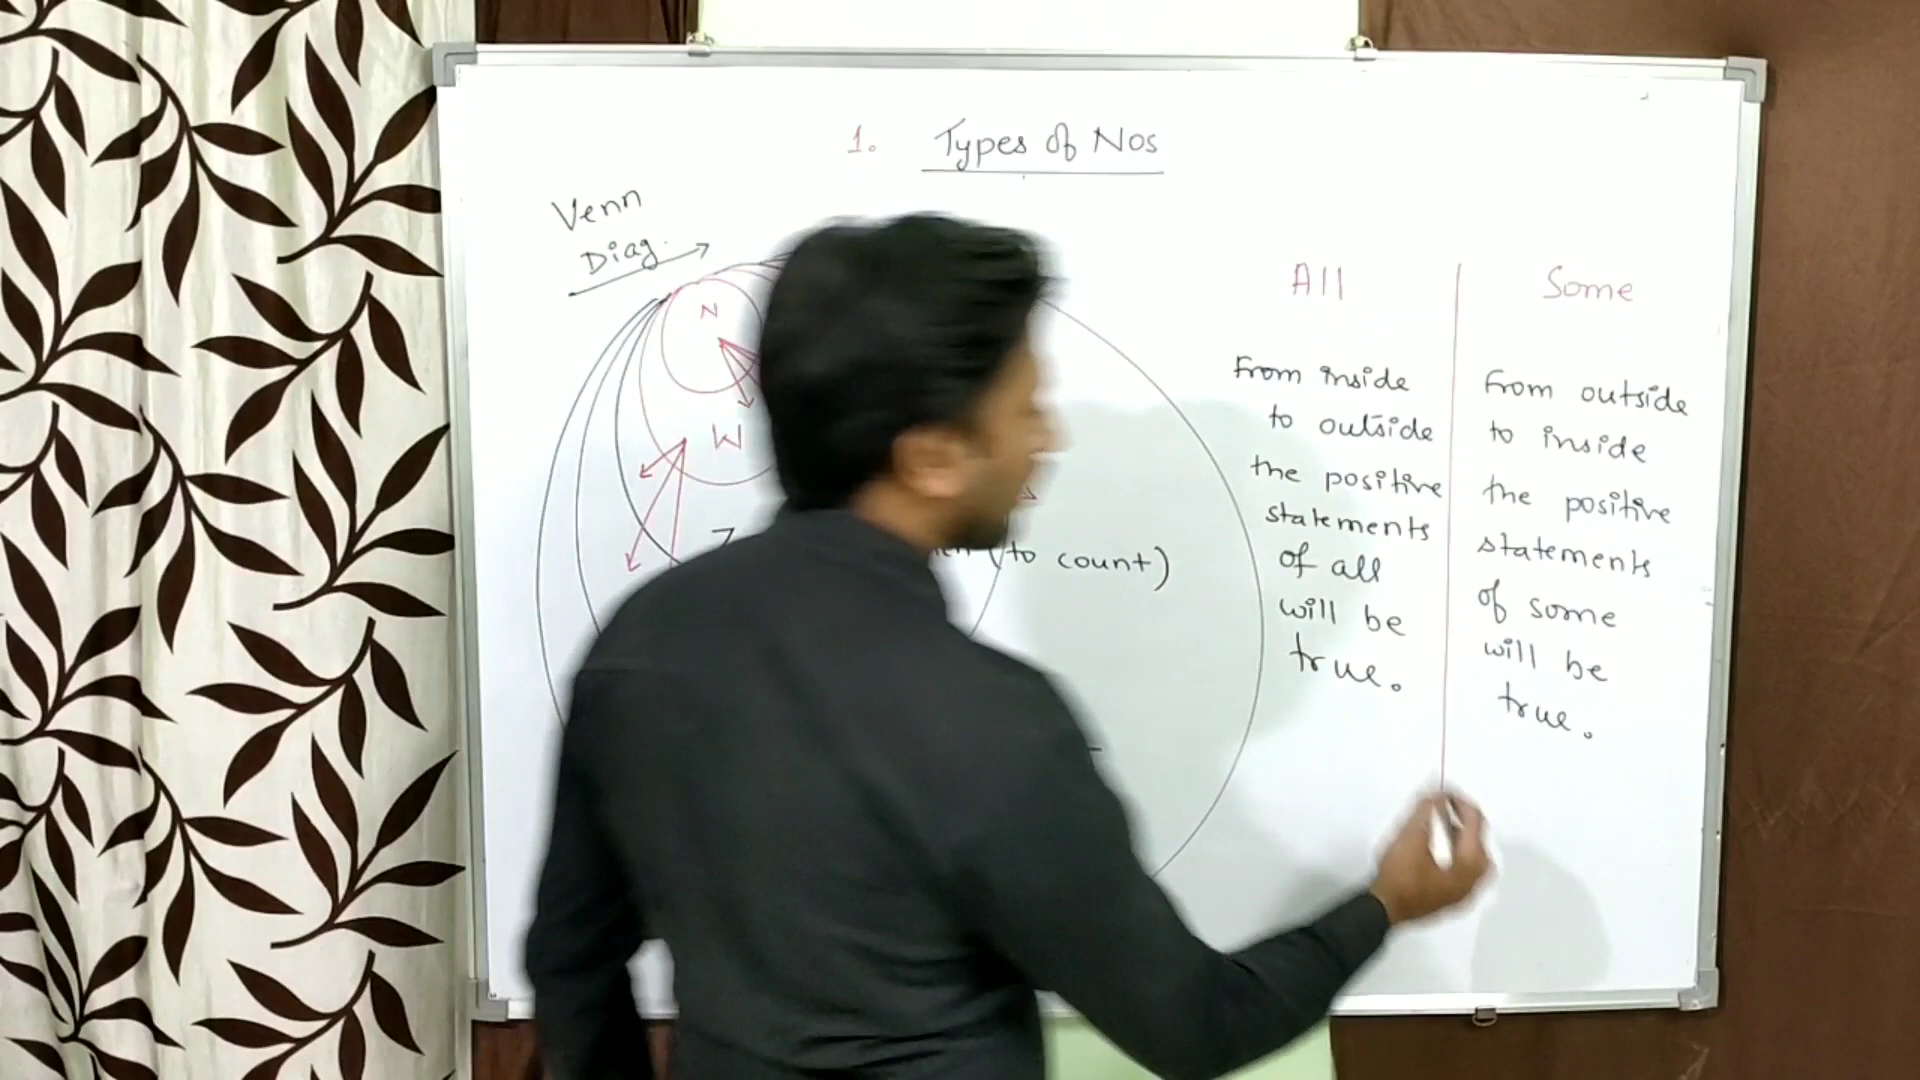 1. Types of Nos
Venn
Diag.
N
W
Z
(to count)
All
From inside
to outside
the positive
statements
of all
will be
true.
Some
From outside
to inside
the positive
statements
of some
will be
true.